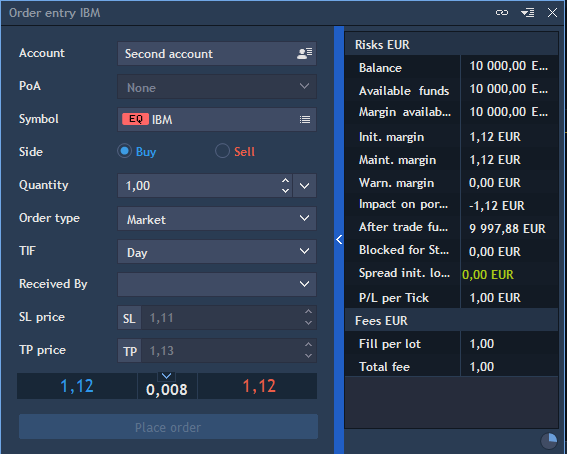 Order entry IBM
Account Second account
PoA None
Symbol EQ IBM
Side Buy Sell
Quantity 1,00
Order type Market
TIF Day
Received By
SL price SL 1,11
TP price TP 1,13
1,12 0,008 1,12
Place order
Risks EUR
Balance 10 000,00 E...
Available funds 10 000,00 E...
Margin availab... 10 000,00 E...
Init. margin 1,12 EUR
Maint. margin 1,12 EUR
Warn. margin 0,00 EUR
Impact on por... -1,12 EUR
After trade fu... 9 997,88 EUR
Blocked for St... 0,00 EUR
Spread init. lo... 0,00 EUR
P/L per Tick 1,00 EUR
Fees EUR
Fill per lot 1,00
Total fee 1,00